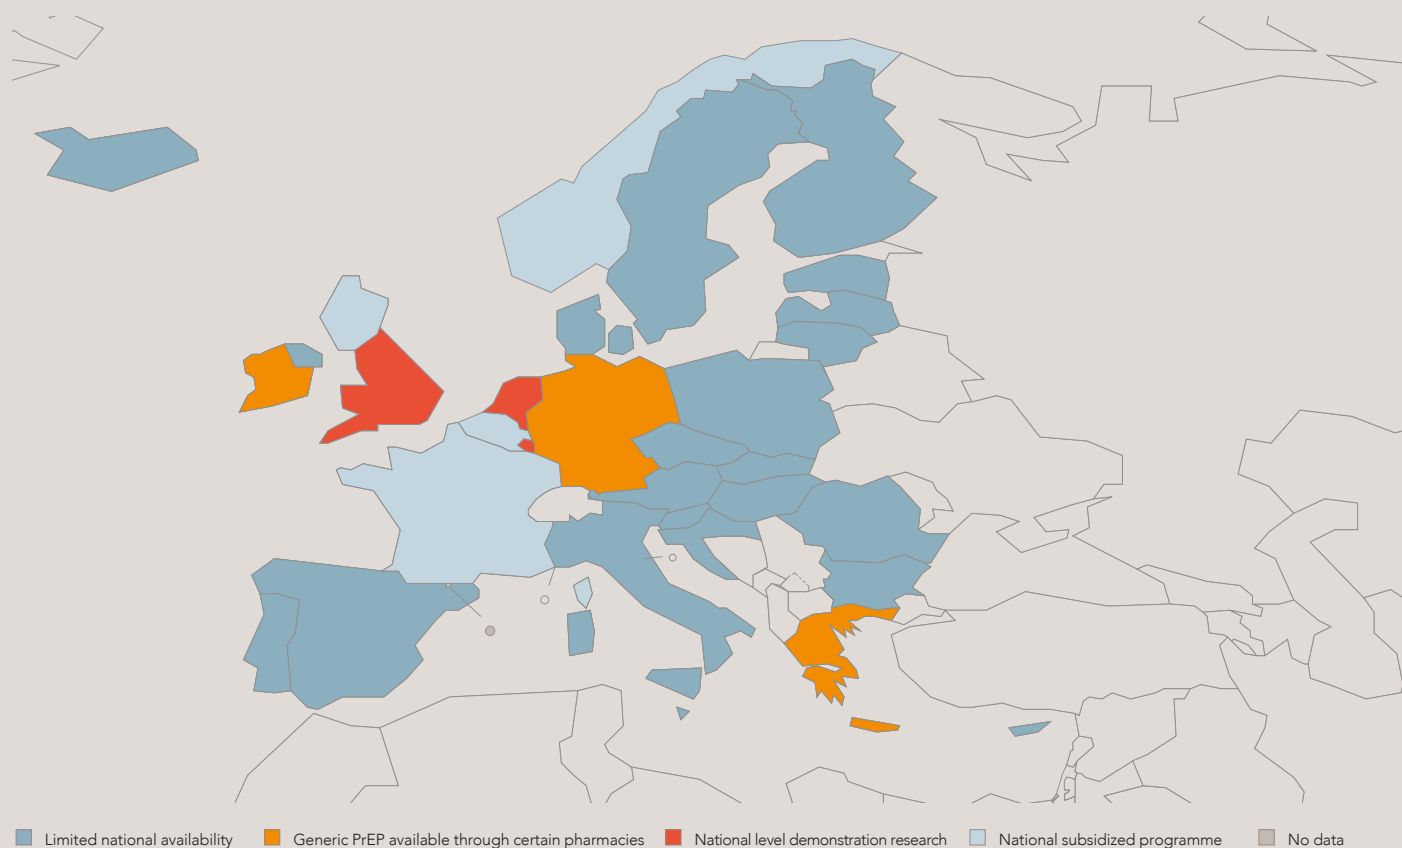 Limited national availability
Generic PrEP available through certain pharmacies
National level demonstration research
National subsidized programme
No data